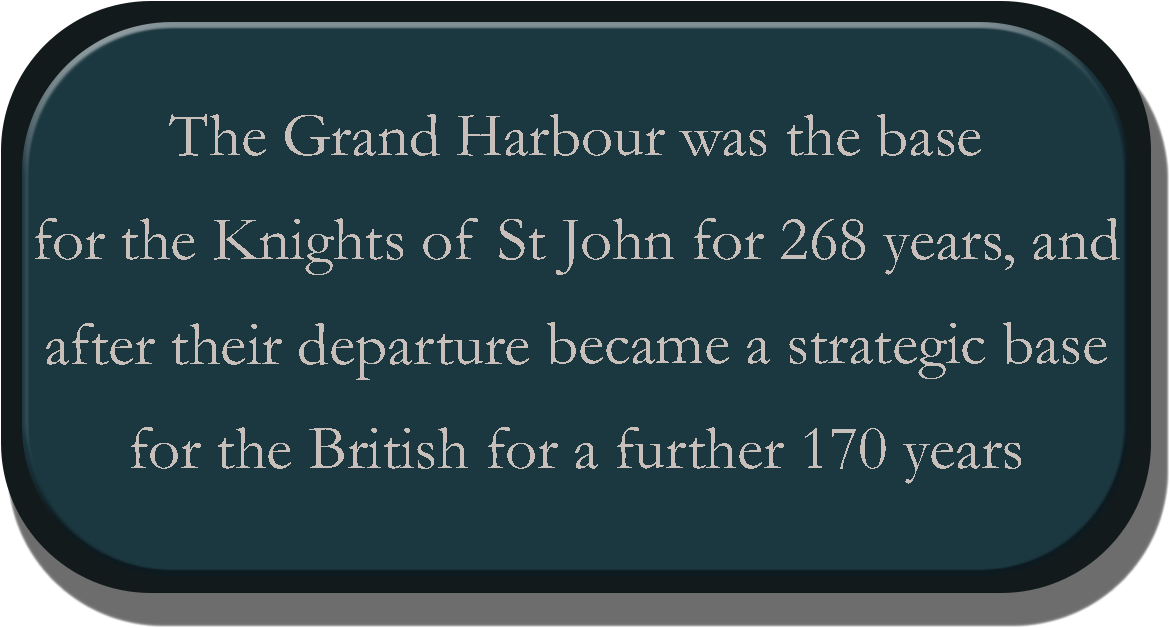 The Grand Harbour was the base
for the Knights of St John for 268 years, and
after their departure became a strategic base
for the British for a further 170 years